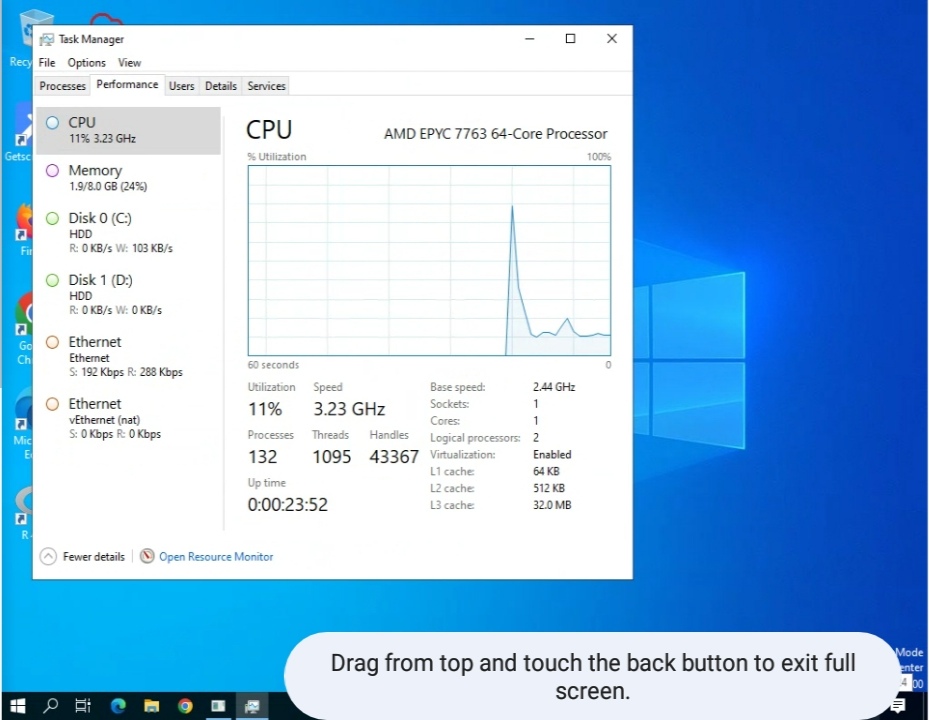 Recy
Task Manager
File Options View
Processes Performance Users Details Services
CPU
11% 3.23 GHz
Memory
1.9/8.0 GB (24%)
Disk 0 (C:)
HDD
R: 0 KB/s W: 103 KB/s
Disk 1 (D:)
HDD
R: 0 KB/s W: 0 KB/s
Ethernet
Ethernet
S: 192 Kbps R: 288 Kbps
Ethernet
vEthernet (nat)
S: 0 Kbps R: 0 Kbps
CPU AMD EPYC 7763 64-Core Processor
% Utilization 100%
60 seconds 0
Utilization Speed
11% 3.23 GHz
Processes Threads Handles
132 1095 43367
Up time
0:00:23:52
Base speed: 2.44 GHz
Sockets: 1
Cores: 1
Logical processors: 2
Virtualization: Enabled
L1 cache: 64 KB
L2 cache: 512 KB
L3 cache: 32.0 MB
Fewer details Open Resource Monitor
Getsc
Fir
Go
Ch
Mic
E
R-
Drag from top and touch the back button to exit full
screen.
Mode
enter
4 00